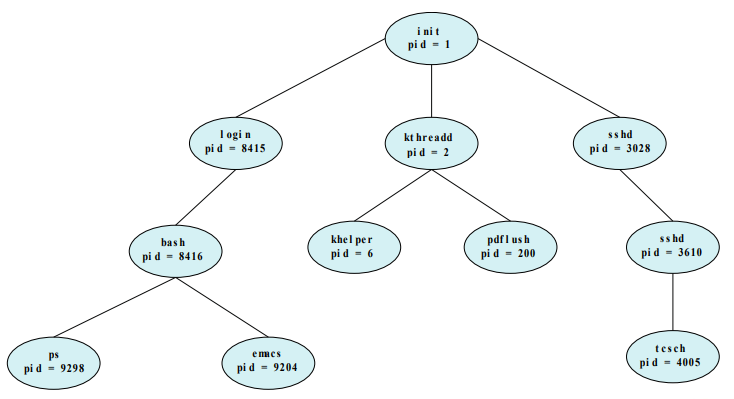 init
pid = 1
login
pid = 8415
kthreadd
pid = 2
sshd
pid = 3028
bash
pid = 8416
khelper
pid = 6
pdflush
pid = 200
sshd
pid = 3610
ps
pid = 9298
emacs
pid = 9204
tcsch
pid = 4005